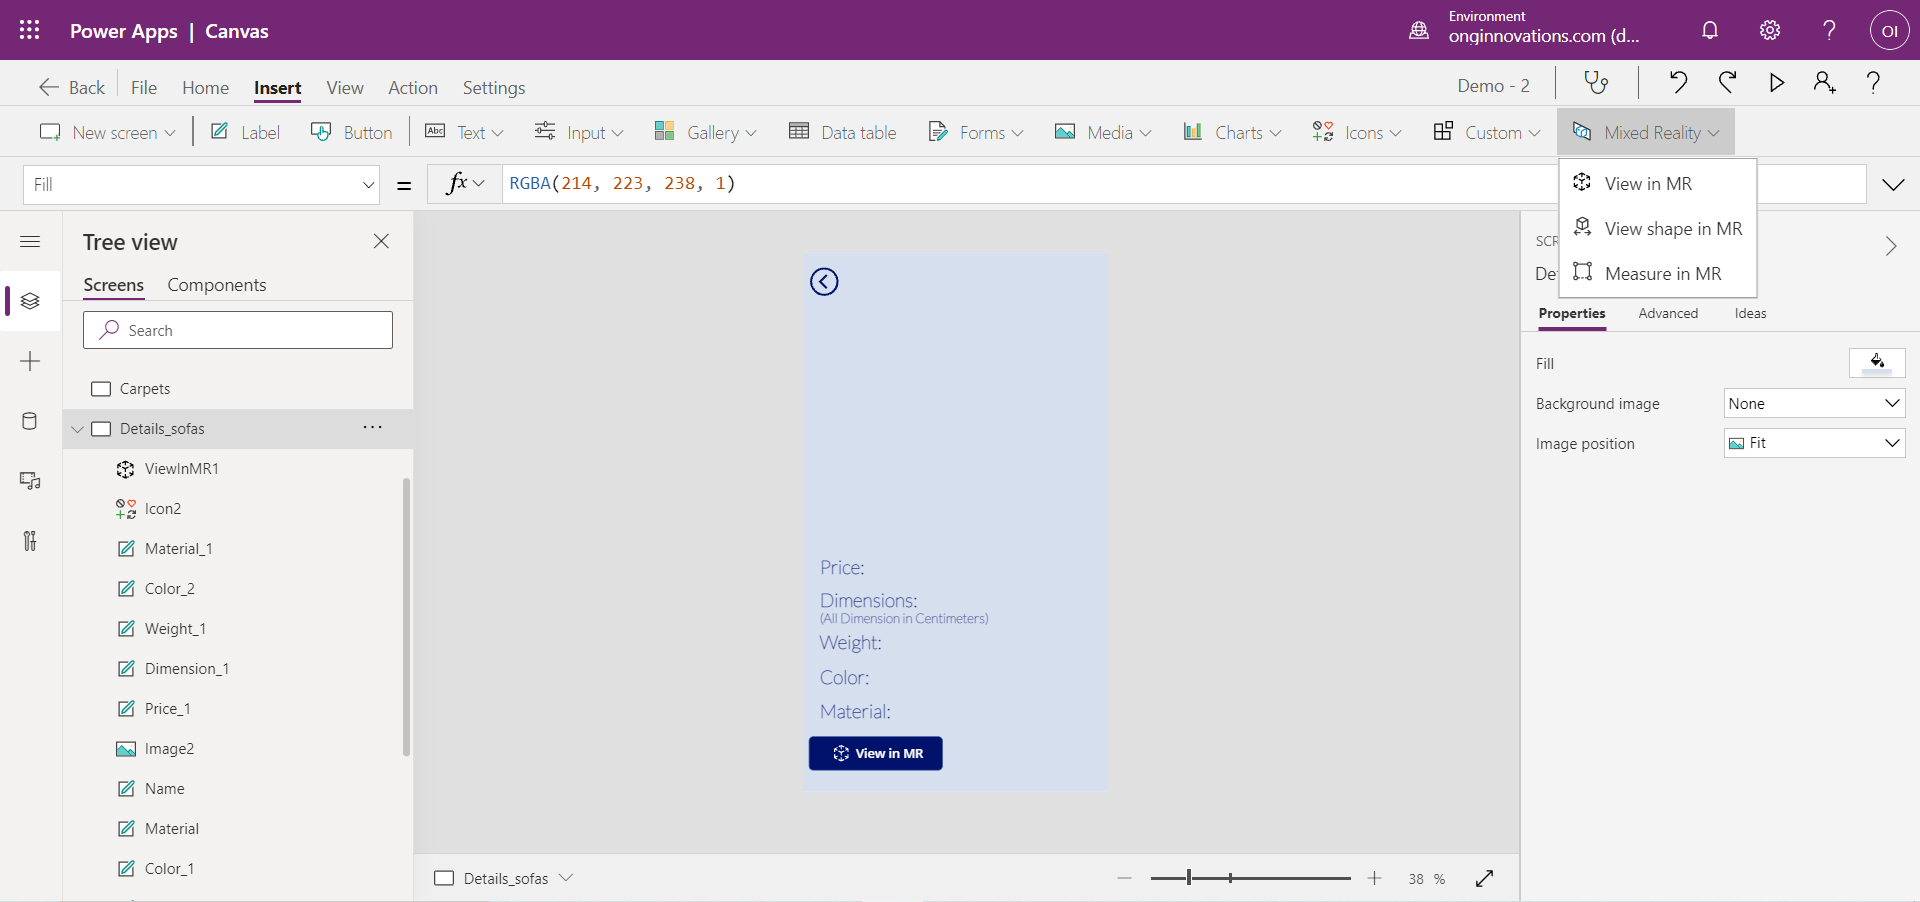 Power Apps | Canvas
Environment
onginnovations.com (d...
OI
Back
File
Home
Insert
View
Action
Settings
Demo - 2
New screen
Label
Button
Abc
Text
Input
Gallery
Data table
Forms
Media
Charts
Icons
Custom
Mixed Reality
Fill
=
fx
RGBA(214, 223, 238, 1)
View in MR
View shape in MR
Measure in MR
Tree view
Screens
Components
Search
Carpets
Details_sofas
ViewInMR1
Icon2
Material_1
Color_2
Weight_1
Dimension_1
Price_1
Image2
Name
Material
Color_1
Price:
Dimensions:
(All Dimension in Centimeters)
Weight:
Color:
Material:
View in MR
Details_sofas
38 %
SCR
De
Properties
Advanced
Ideas
Fill
Background image
None
Image position
Fit